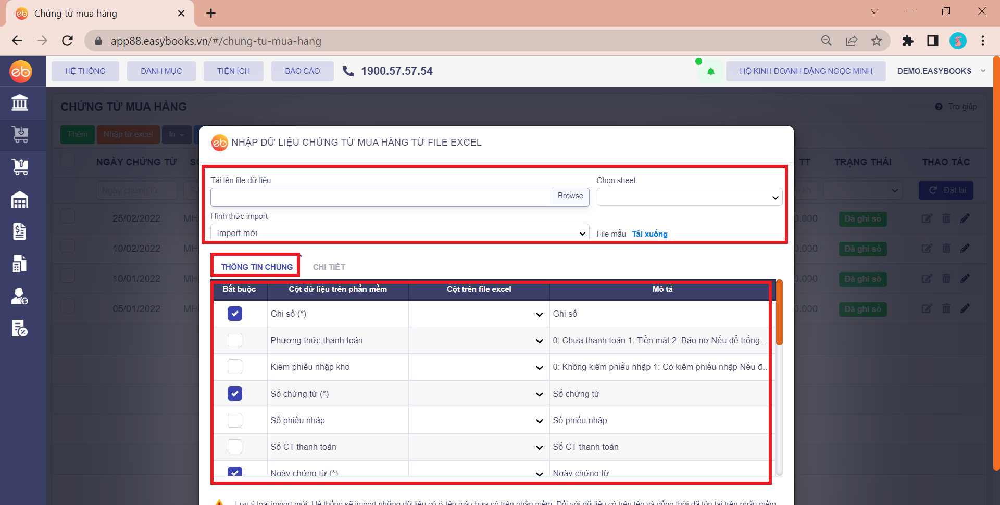 Chứng từ mua hàng
app88.easybooks.vn/#/chung-tu-mua-hang
eb
HỆ THỐNG
DANH MỤC
TIỆN ÍCH
BÁO CÁO
1900.57.57.54
HỘ KINH DOANH ĐẶNG NGỌC MINH
DEMO.EASYBOOKS
CHỨNG TỪ MUA HÀNG
Trợ giúp
Thêm
Nhập từ excel
In
eb NHẬP DỮ LIỆU CHỨNG TỪ MUA HÀNG TỪ FILE EXCEL
NGÀY CHỨNG TỪ
TT
TRẠNG THÁI
THAO TÁC
Tải lên file dữ liệu
Chọn sheet
Ngày chứng từ
Browse
Đặt lại
Hình thức import
25/02/2022 MH
0.000 Đã ghi sổ
Import mới
File mẫu Tải xuống
10/02/2022 MH
0.000 Đã ghi sổ
THÔNG TIN CHUNG
CHI TIẾT
10/01/2022 MH
0.000 Đã ghi sổ
Bắt buộc
Cột dữ liệu trên phần mềm
Cột trên file excel
Mô tả
05/01/2022 MH
0.000 Đã ghi sổ
Ghi sổ (*)
Ghi sổ
Phương thức thanh toán
0: Chưa thanh toán 1: Tiền mặt 2: Báo nợ Nếu để trống ...
Kiêm phiếu nhập kho
0: Không kiêm phiếu nhập 1: Có kiêm phiếu nhập Nếu đ...
Số chứng từ (*)
Số chứng từ
Số phiếu nhập
Số phiếu nhập
Số CT thanh toán
Số CT thanh toán
Ngày chứng từ (*)
Ngày chứng từ
Lưu ý loại import mới: Hệ thống sẽ import những dữ liệu có ở tệp mà chưa có trên phần mềm. Đối với dữ liệu có trên tệp và đồng thời đã tồn tại trên phần mềm